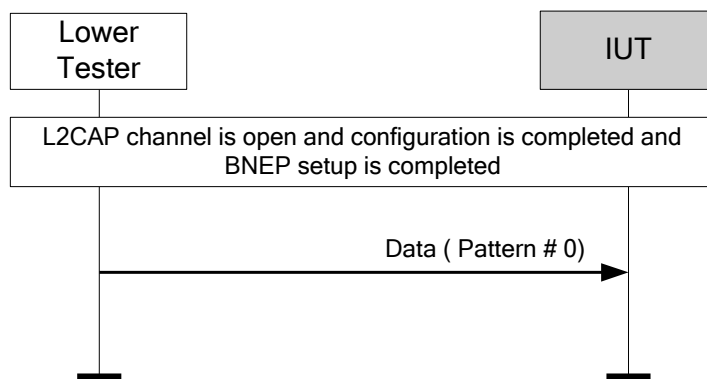 Lower
Tester
IUT
L2CAP channel is open and configuration is completed and
BNEP setup is completed
Data ( Pattern # 0)